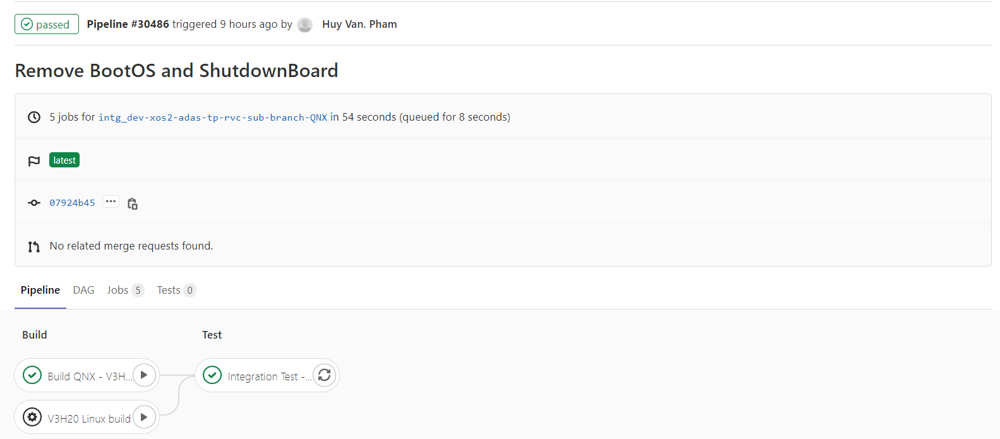 passed Pipeline #30486 triggered 9 hours ago by Huy Van. Pham
Remove BootOS and ShutdownBoard
5 jobs for intg_dev-xos2-adas-tp-rvc-sub-branch-QNX in 54 seconds (queued for 8 seconds)
latest
07924b45 ...
No related merge requests found.
Pipeline DAG Jobs 5 Tests 0
Build Test
Build QNX - V3H... Integration Test -...
V3H20 Linux build